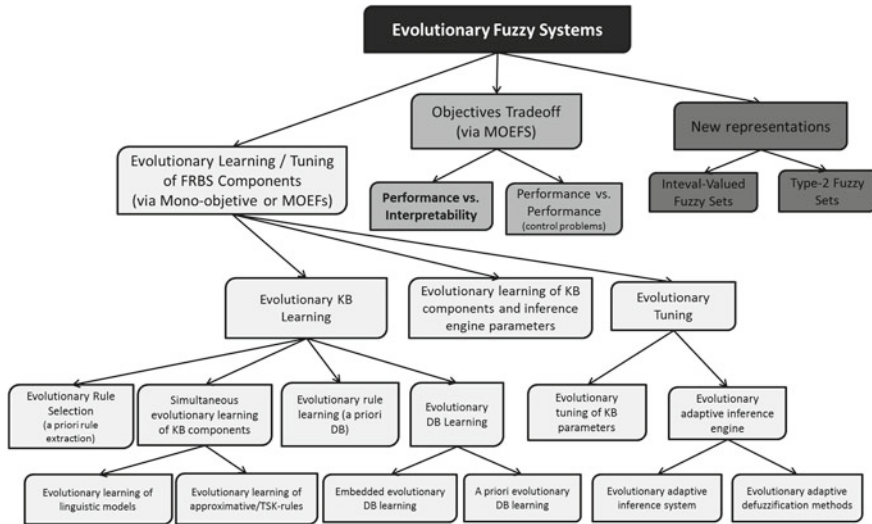 Evolutionary Fuzzy Systems
Objectives Tradeoff
(via MOEFS)
New representations
Evolutionary Learning / Tuning
of FRBS Components
(via Mono-objetive or MOEFs)
Performance vs.
Interpretability
Performance vs.
Performance
(control problems)
Inteval-Valued
Fuzzy Sets
Type-2 Fuzzy
Sets
Evolutionary KB
Learning
Evolutionary learning of KB
components and inference
engine parameters
Evolutionary
Tuning
Evolutionary Rule
Selection
(a priori rule
extraction)
Simultaneous
evolutionary learning
of KB components
Evolutionary rule
learning (a priori
DB)
Evolutionary
DB Learning
Evolutionary
tuning of KB
parameters
Evolutionary
adaptive inference
engine
Evolutionary learning of
linguistic models
Evolutionary learning of
approximative/TSK-rules
Embedded evolutionary
DB learning
A priori evolutionary
DB learning
Evolutionary adaptive
inference system
Evolutionary adaptive
defuzzification methods